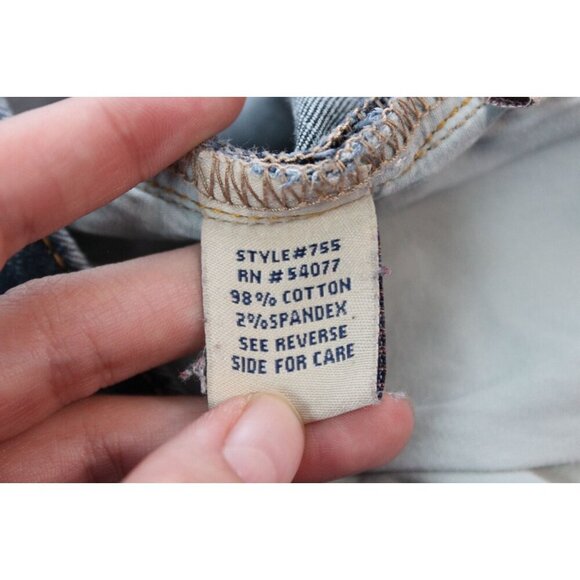 STYLE#755
RN #54077
98% COTTON
2%SPANDEX
SEE REVERSE
SIDE FOR CARE